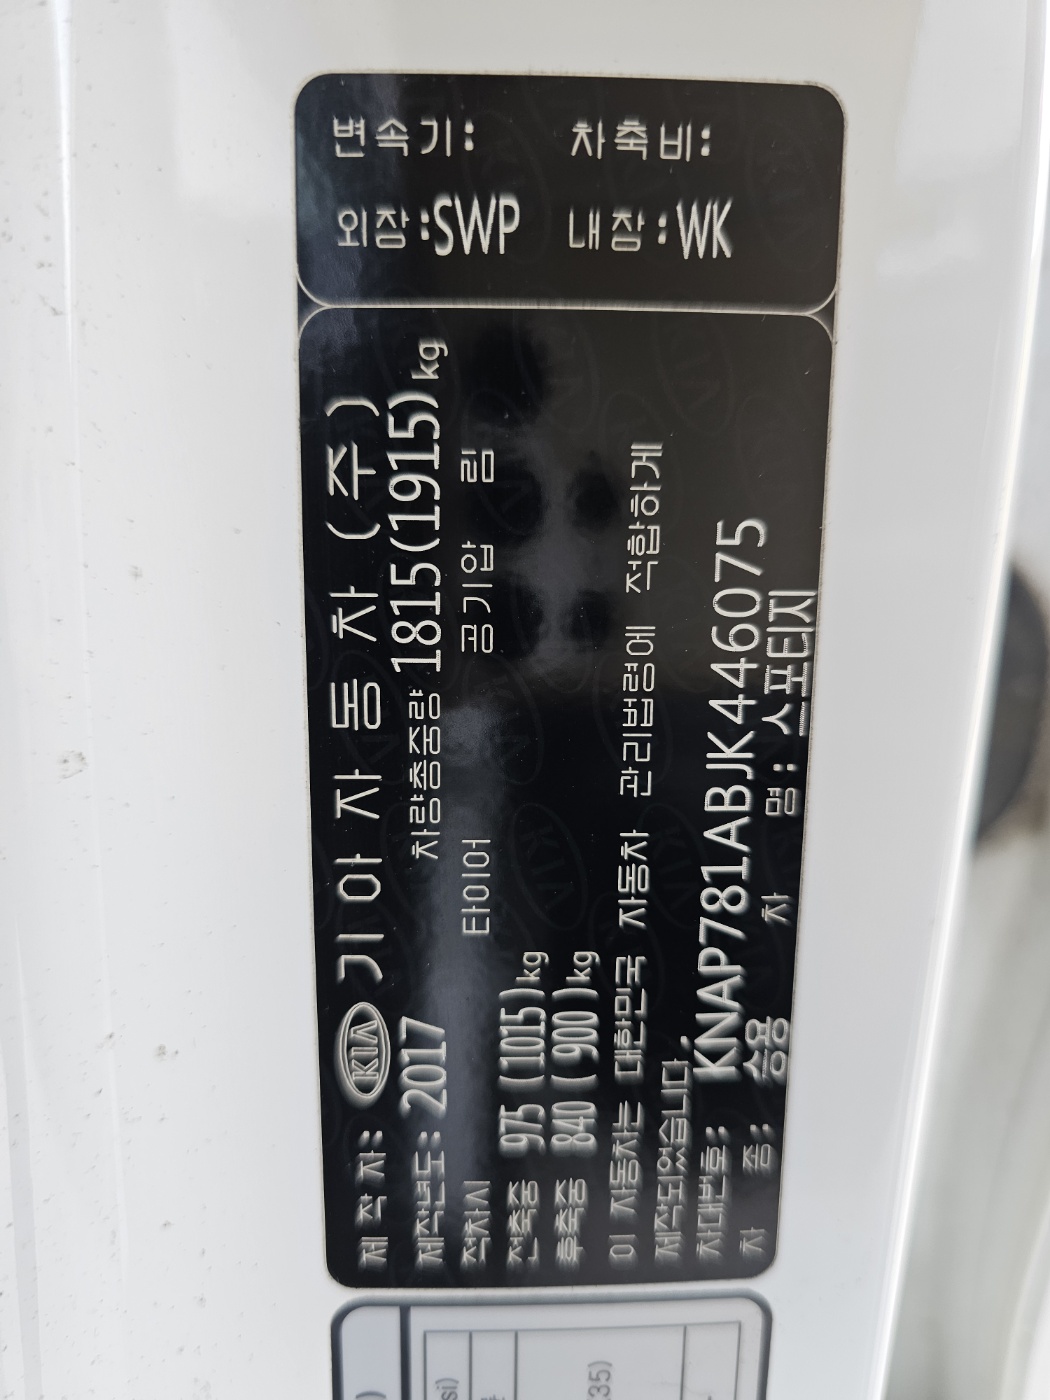 변속기: 차축비:
외장:SWP 내장:WK
제 작 자: KIA 기아 자동차 (주)
제작년도: 2017 차량총중량 1815(1915)kg
적차시 타이어 공기압 림
전축중 975 (1015)kg
후축중 840 ( 900 )kg
이 자동차는 대한민국 자동차 관리법령에 적합하게
제작되었습니다.
차대번호: KNAP781ABJK446075
차 종: 승용 차 명: 스포티지
si)
.35)